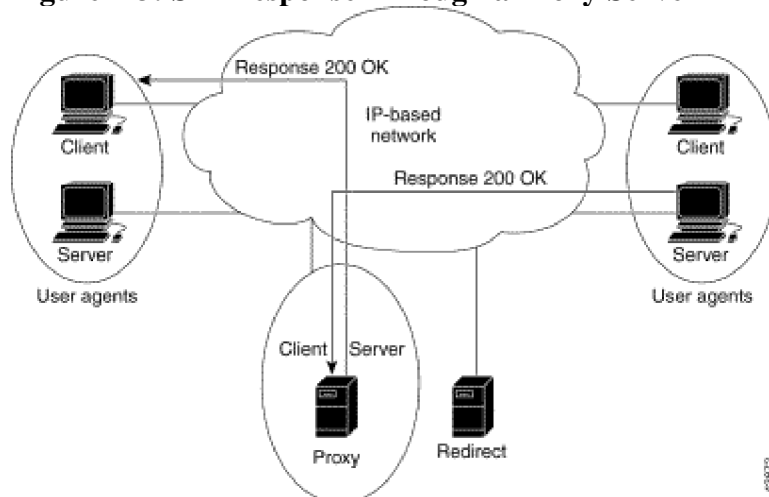 Response 200 OK
IP-based
network
Client
Client
Response 200 OK
Server
Server
User agents
User agents
Client
Server
Proxy
Redirect